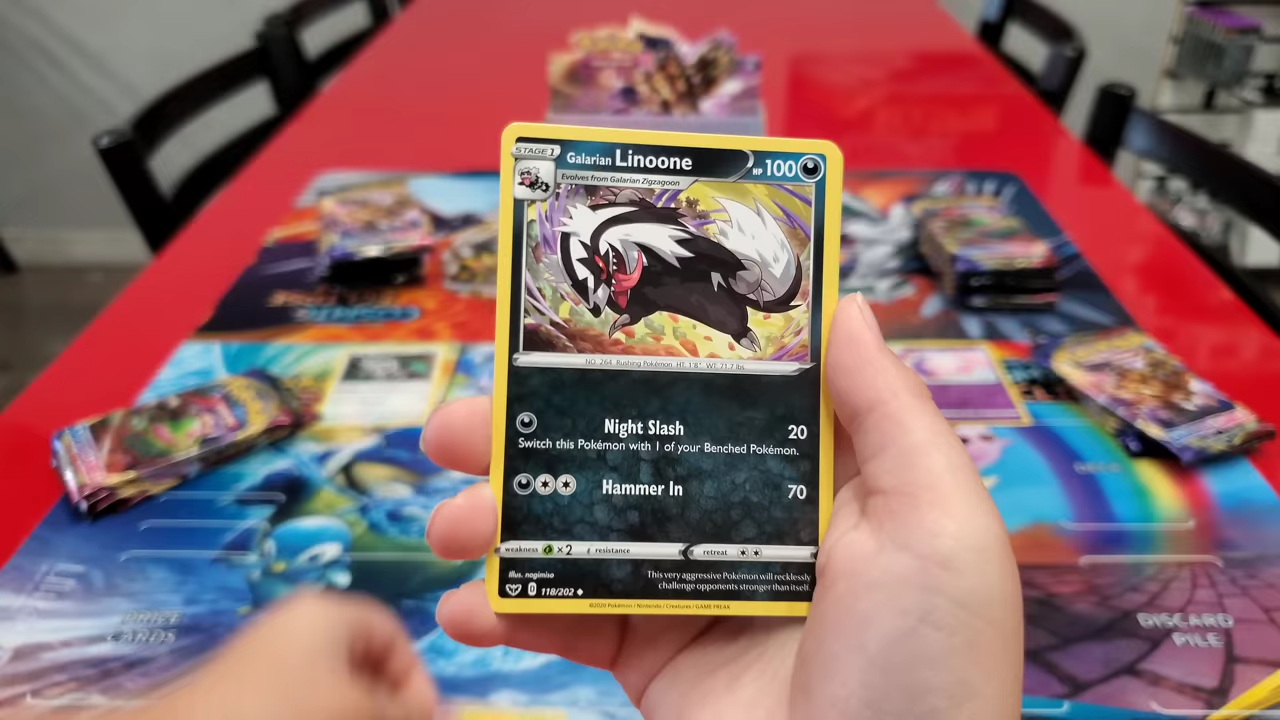 STAGE 1
Galarian Linoone
HP 100
Evolves from Galarian Zigzagoon
NO. 264 Rushing Pokémon HT: 1'8" WT: 71.7 lbs.
Night Slash 20
Switch this Pokémon with 1 of your Benched Pokémon.
Hammer In 70
weakness ×2 resistance retreat
Illus. nagimiso
118/202
This very aggressive Pokémon will recklessly
challenge opponents stronger than itself.
©2020 Pokémon / Nintendo / Creatures / GAME FREAK
DECK
PRIZE
CARDS
DISCARD
PILE